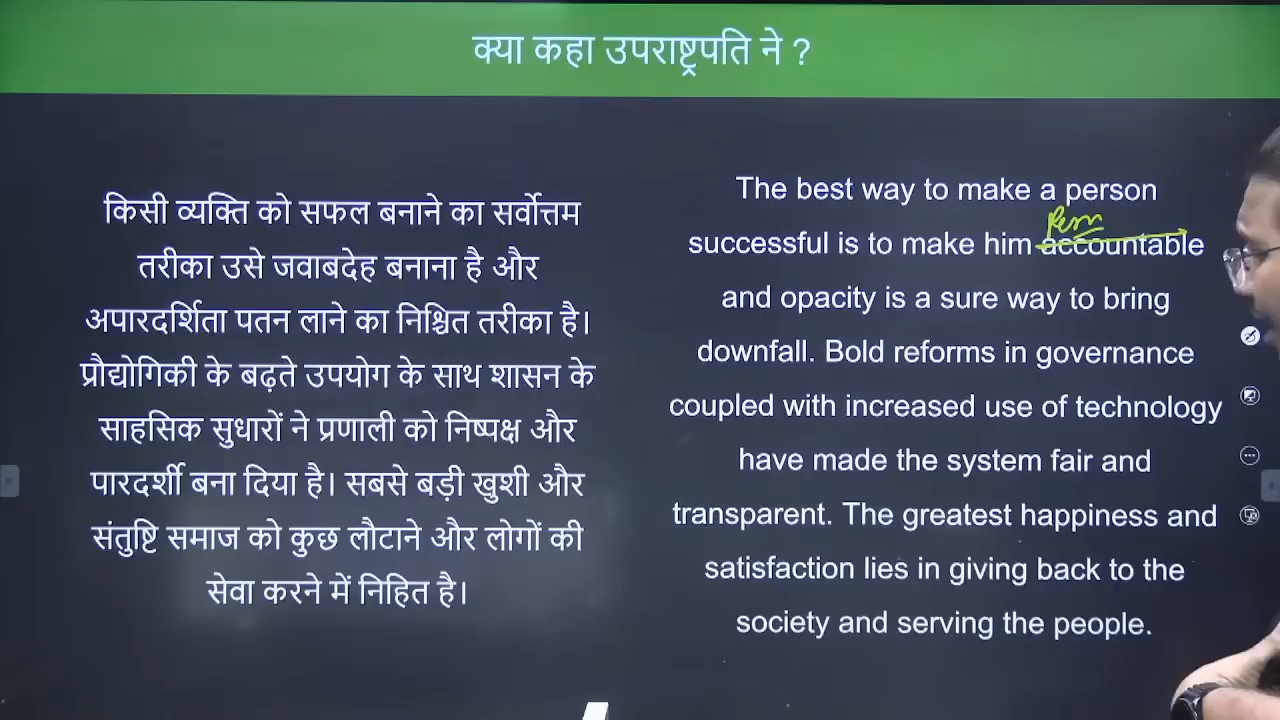 क्या कहा उपराष्ट्रपति ने ?
किसी व्यक्ति को सफल बनाने का सर्वोत्तम
तरीका उसे जवाबदेह बनाना है और
अपारदर्शिता पतन लाने का निश्चित तरीका है।
प्रौद्योगिकी के बढ़ते उपयोग के साथ शासन के
साहसिक सुधारों ने प्रणाली को निष्पक्ष और
पारदर्शी बना दिया है। सबसे बड़ी खुशी और
संतुष्टि समाज को कुछ लौटाने और लोगों की
सेवा करने में निहित है।
The best way to make a person
successful is to make him accountable
and opacity is a sure way to bring
downfall. Bold reforms in governance
coupled with increased use of technology
have made the system fair and
transparent. The greatest happiness and
satisfaction lies in giving back to the
society and serving the people.